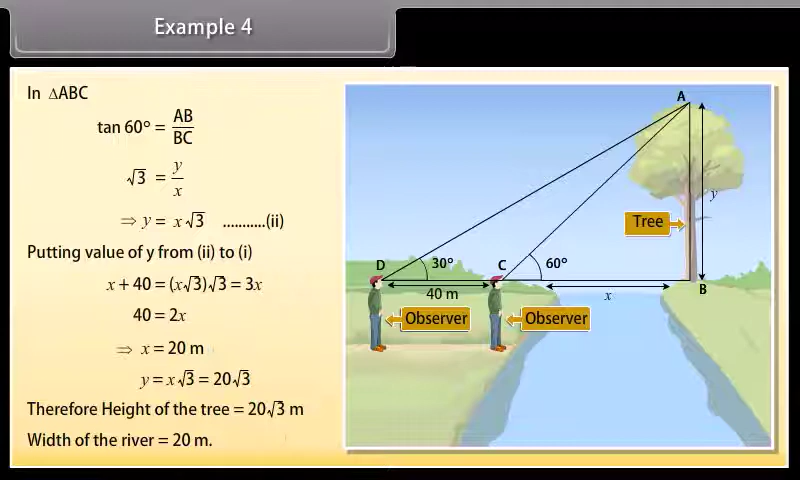 Example 4
In ΔABC
tan 60° = AB/BC
√3 = y/x
⇒ y = x√3 ...........(ii)
Putting value of y from (ii) to (i)
x + 40 = (x√3)√3 = 3x
40 = 2x
⇒ x = 20 m
y = x√3 = 20√3
Therefore Height of the tree = 20√3 m
Width of the river = 20 m.
A
y
Tree
D 30° C 60°
B
40 m
x
Observer
Observer